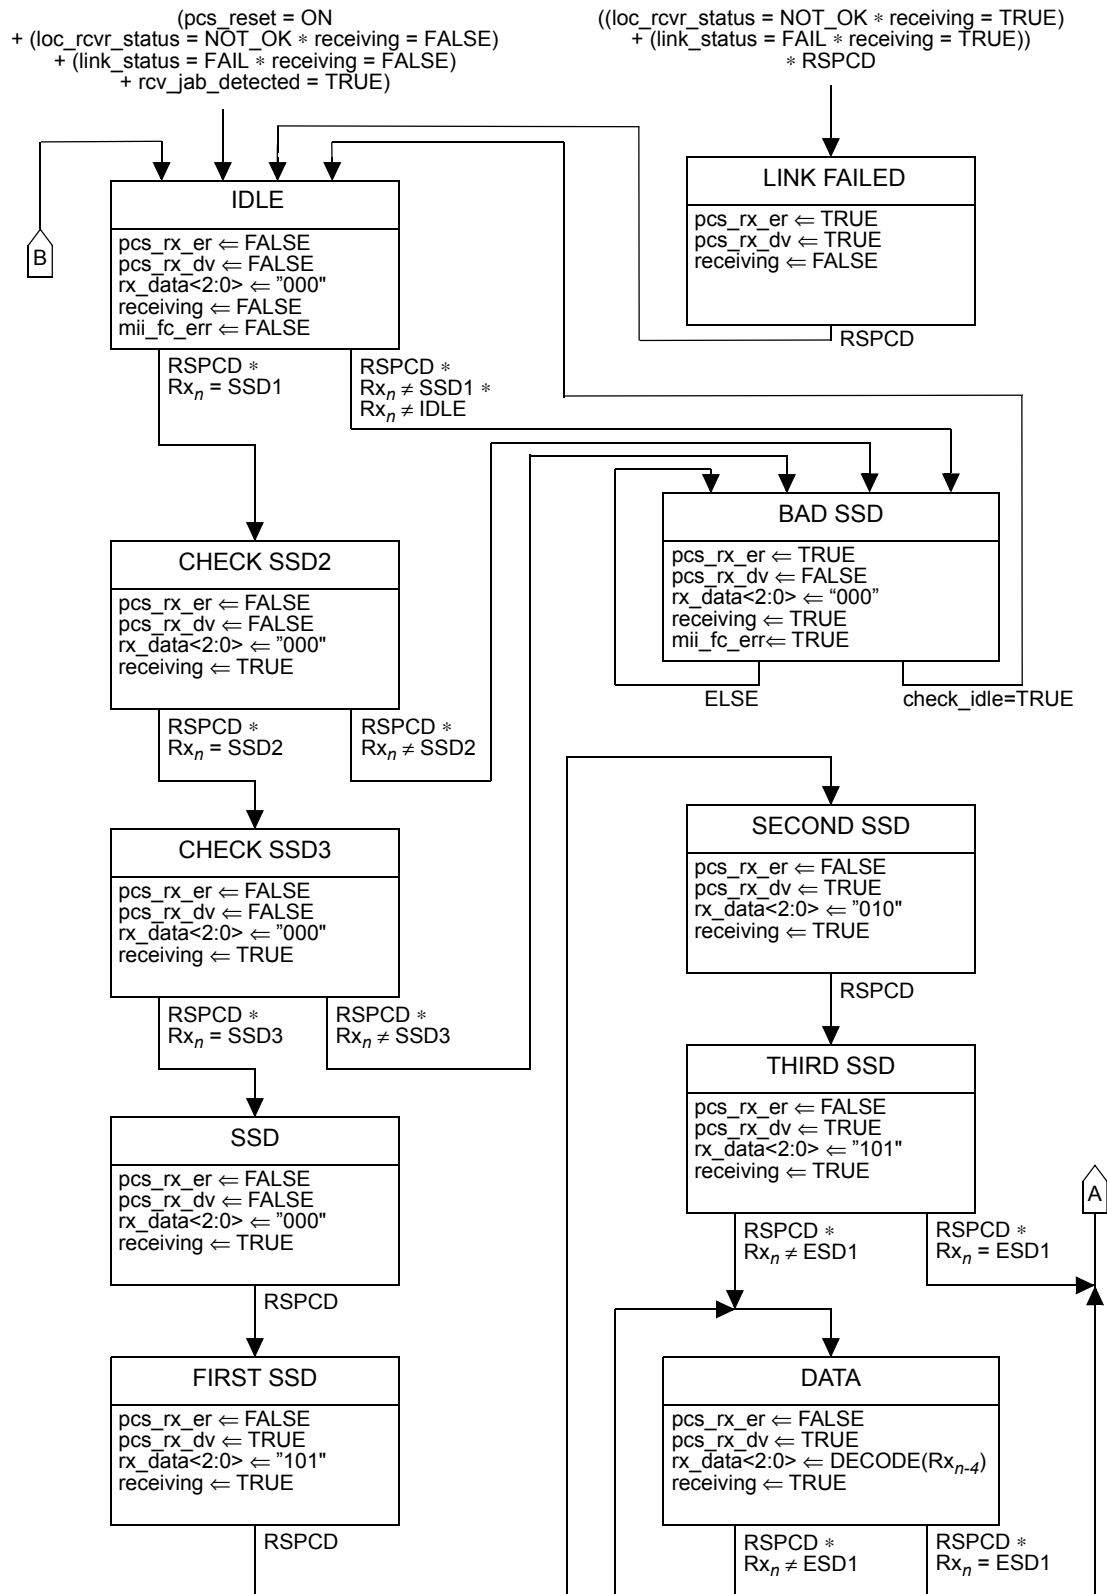 (pcs_reset = ON
+ (loc_rcvr_status = NOT_OK ∗ receiving = FALSE)
+ (link_status = FAIL ∗ receiving = FALSE)
+ rcv_jab_detected = TRUE)
((loc_rcvr_status = NOT_OK ∗ receiving = TRUE)
+ (link_status = FAIL ∗ receiving = TRUE))
∗ RSPCD
B
IDLE
pcs_rx_er ⇐ FALSE
pcs_rx_dv ⇐ FALSE
rx_data<2:0> ⇐ ”000"
receiving ⇐ FALSE
mii_fc_err ⇐ FALSE
LINK FAILED
pcs_rx_er ⇐ TRUE
pcs_rx_dv ⇐ TRUE
receiving ⇐ FALSE
RSPCD
RSPCD ∗
Rxn = SSD1
RSPCD ∗
Rxn ≠ SSD1 ∗
Rxn ≠ IDLE
BAD SSD
pcs_rx_er ⇐ TRUE
pcs_rx_dv ⇐ FALSE
rx_data<2:0> ⇐ “000”
receiving ⇐ TRUE
mii_fc_err⇐ TRUE
ELSE
check_idle=TRUE
CHECK SSD2
pcs_rx_er ⇐ FALSE
pcs_rx_dv ⇐ FALSE
rx_data<2:0> ⇐ ”000"
receiving ⇐ TRUE
RSPCD ∗
Rxn = SSD2
RSPCD ∗
Rxn ≠ SSD2
CHECK SSD3
pcs_rx_er ⇐ FALSE
pcs_rx_dv ⇐ FALSE
rx_data<2:0> ⇐ ”000"
receiving ⇐ TRUE
RSPCD ∗
Rxn = SSD3
RSPCD ∗
Rxn ≠ SSD3
SSD
pcs_rx_er ⇐ FALSE
pcs_rx_dv ⇐ FALSE
rx_data<2:0> ⇐ ”000"
receiving ⇐ TRUE
RSPCD
FIRST SSD
pcs_rx_er ⇐ FALSE
pcs_rx_dv ⇐ TRUE
rx_data<2:0> ⇐ ”101"
receiving ⇐ TRUE
RSPCD
SECOND SSD
pcs_rx_er ⇐ FALSE
pcs_rx_dv ⇐ TRUE
rx_data<2:0> ⇐ ”010"
receiving ⇐ TRUE
RSPCD
THIRD SSD
pcs_rx_er ⇐ FALSE
pcs_rx_dv ⇐ TRUE
rx_data<2:0> ⇐ ”101"
receiving ⇐ TRUE
A
RSPCD ∗
Rxn ≠ ESD1
RSPCD ∗
Rxn = ESD1
DATA
pcs_rx_er ⇐ FALSE
pcs_rx_dv ⇐ TRUE
rx_data<2:0> ⇐ DECODE(Rxn-4)
receiving ⇐ TRUE
RSPCD ∗
Rxn ≠ ESD1
RSPCD ∗
Rxn = ESD1